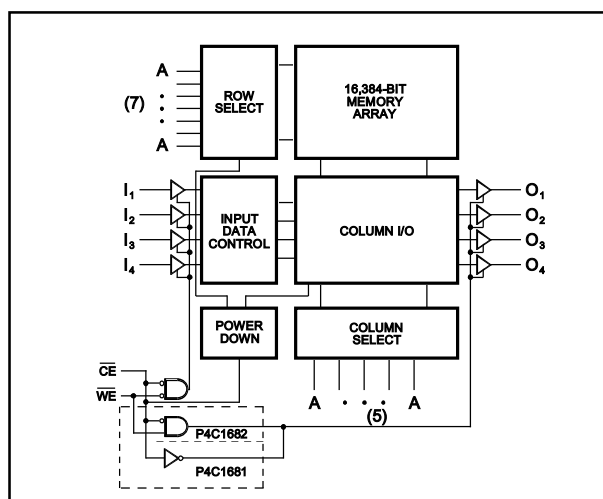 A
(7)
A
ROW
SELECT
16,384-BIT
MEMORY
ARRAY
I1
I2
I3
I4
INPUT
DATA
CONTROL
COLUMN I/O
O1
O2
O3
O4
POWER
DOWN
COLUMN
SELECT
A
A
(5)
CE
WE
P4C1682
P4C1681